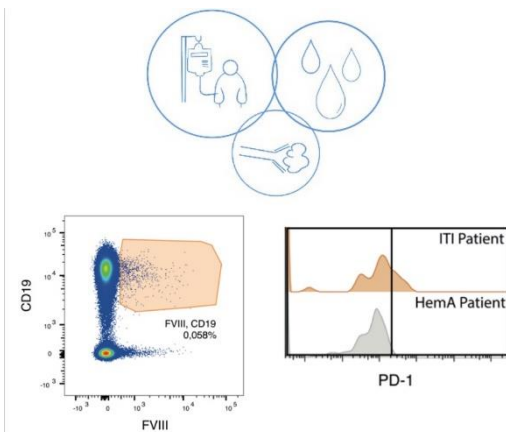 10⁵
10⁴
10³
0
-10³
CD19
FVIII, CD19
0,058%
-10³ 0 10³ 10⁴ 10⁵
FVIII
ITI Patient
HemA Patient
PD-1